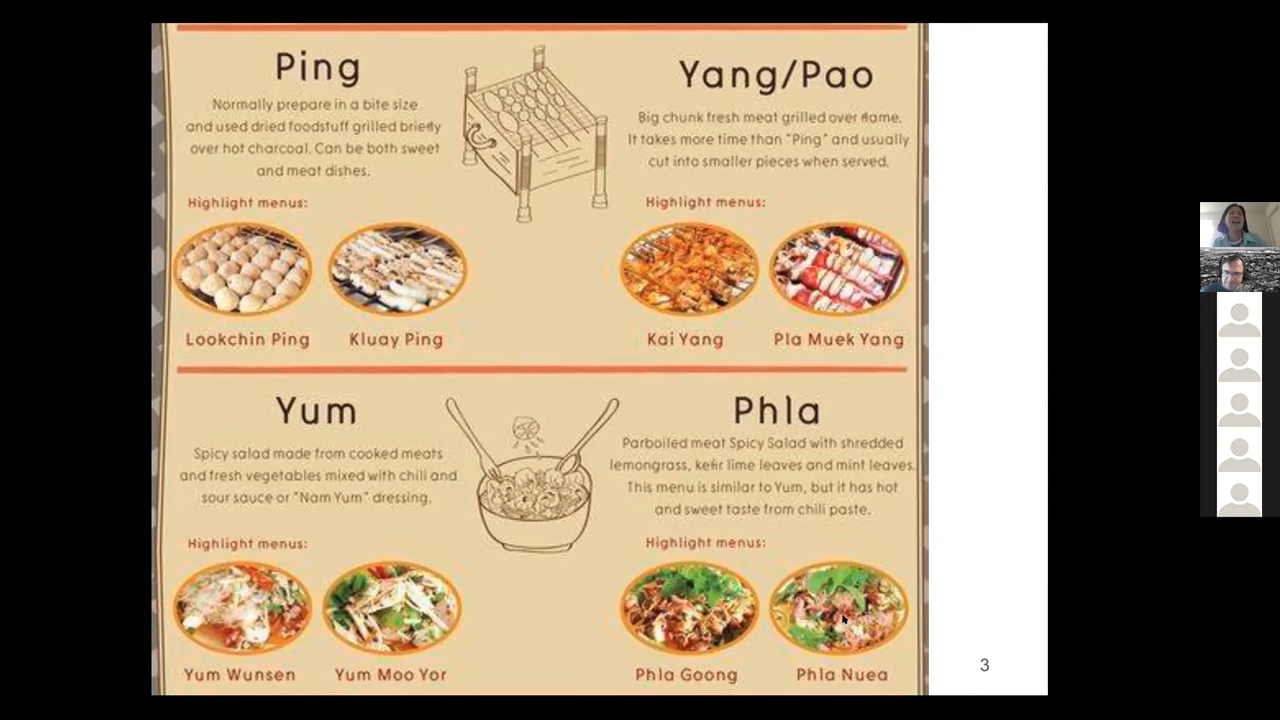 Ping
Normally prepare in a bite size
and used dried foodstuff grilled briefly
over hot charcoal. Can be both sweet
and meat dishes.
Highlight menus:
Lookchin Ping
Kluay Ping
Yang/Pao
Big chunk fresh meat grilled over flame.
It takes more time than "Ping" and usually
cut into smaller pieces when served.
Highlight menus:
Kai Yang
Pla Muek Yang
Yum
Spicy salad made from cooked meats
and fresh vegetables mixed with chili and
sour sauce or "Nam Yum" dressing.
Highlight menus:
Yum Wunsen
Yum Moo Yor
Phla
Parboiled meat Spicy Salad with shredded
lemongrass, kefir lime leaves and mint leaves.
This menu is similar to Yum, but it has hot
and sweet taste from chili paste.
Highlight menus:
Phla Goong
Phla Nuea
3